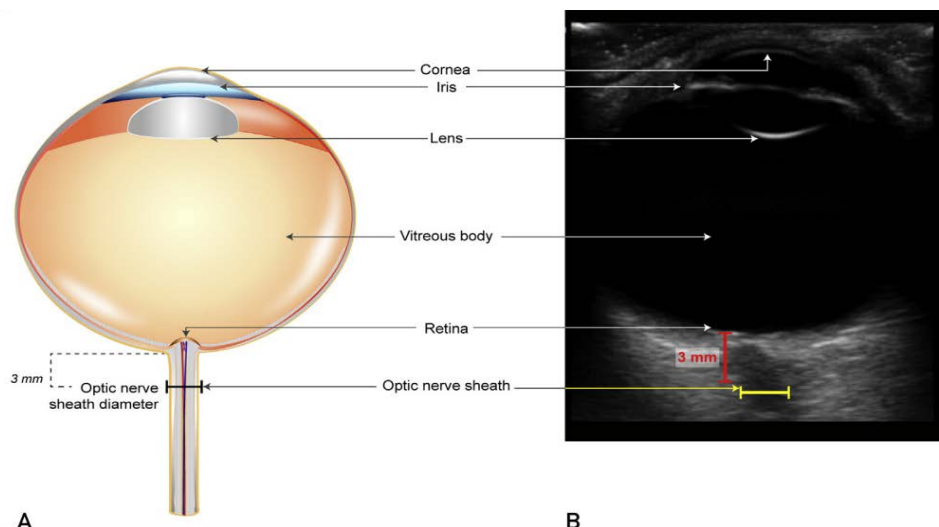 Cornea
Iris
Lens
Vitreous body
Retina
3 mm
3 mm
Optic nerve
sheath diameter
Optic nerve sheath
A
B